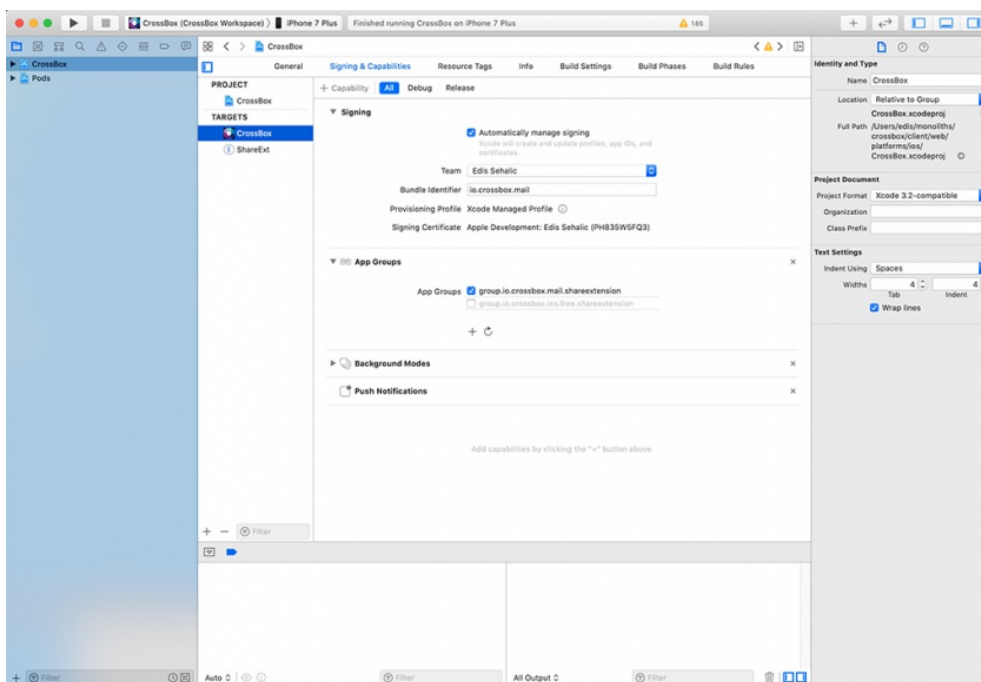 CrossBox (CrossBox Workspace) 〉 iPhone 7 Plus
Finished running CrossBox on iPhone 7 Plus
185
CrossBox
Pods
CrossBox
General
Signing & Capabilities
Resource Tags
Info
Build Settings
Build Phases
Build Rules
PROJECT
CrossBox
TARGETS
CrossBox
ShareExt
+ Capability
All
Debug
Release
Signing
Automatically manage signing
Xcode will create and update profiles, app IDs, and
certificates.
Team
Edis Sehalic
Bundle Identifier
io.crossbox.mail
Provisioning Profile
Xcode Managed Profile
Signing Certificate
Apple Development: Edis Sehalic (PH835WSFQ3)
App Groups
App Groups
group.io.crossbox.mail.shareextension
group.io.crossbox.ios.free.shareextension
Background Modes
Push Notifications
Add capabilities by clicking the "+" button above.
Filter
Identity and Type
Name
CrossBox
Location
Relative to Group
CrossBox.xcodeproj
Full Path
/Users/edis/monoliths/
crossbox/client/web/
platforms/ios/
CrossBox.xcodeproj
Project Document
Project Format
Xcode 3.2-compatible
Organization
Class Prefix
Text Settings
Indent Using
Spaces
Widths
4
4
Tab
Indent
Wrap lines
Filter
Auto
Filter
All Output
Filter